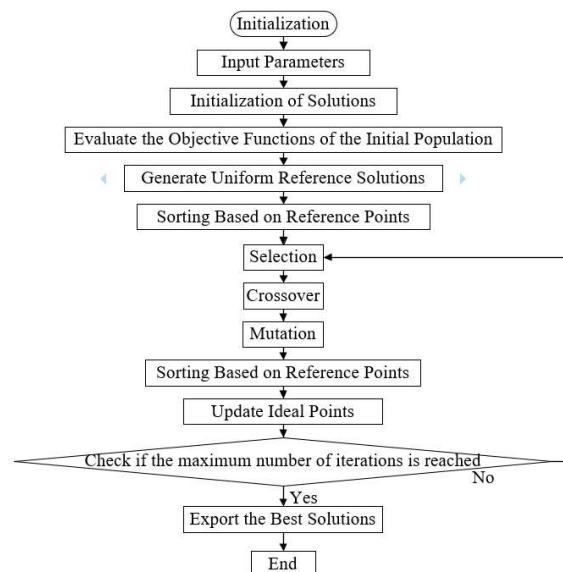 Initialization
Input Parameters
Initialization of Solutions
Evaluate the Objective Functions of the Initial Population
Generate Uniform Reference Solutions
Sorting Based on Reference Points
Selection
Crossover
Mutation
Sorting Based on Reference Points
Update Ideal Points
Check if the maximum number of iterations is reached
No
Yes
Export the Best Solutions
End